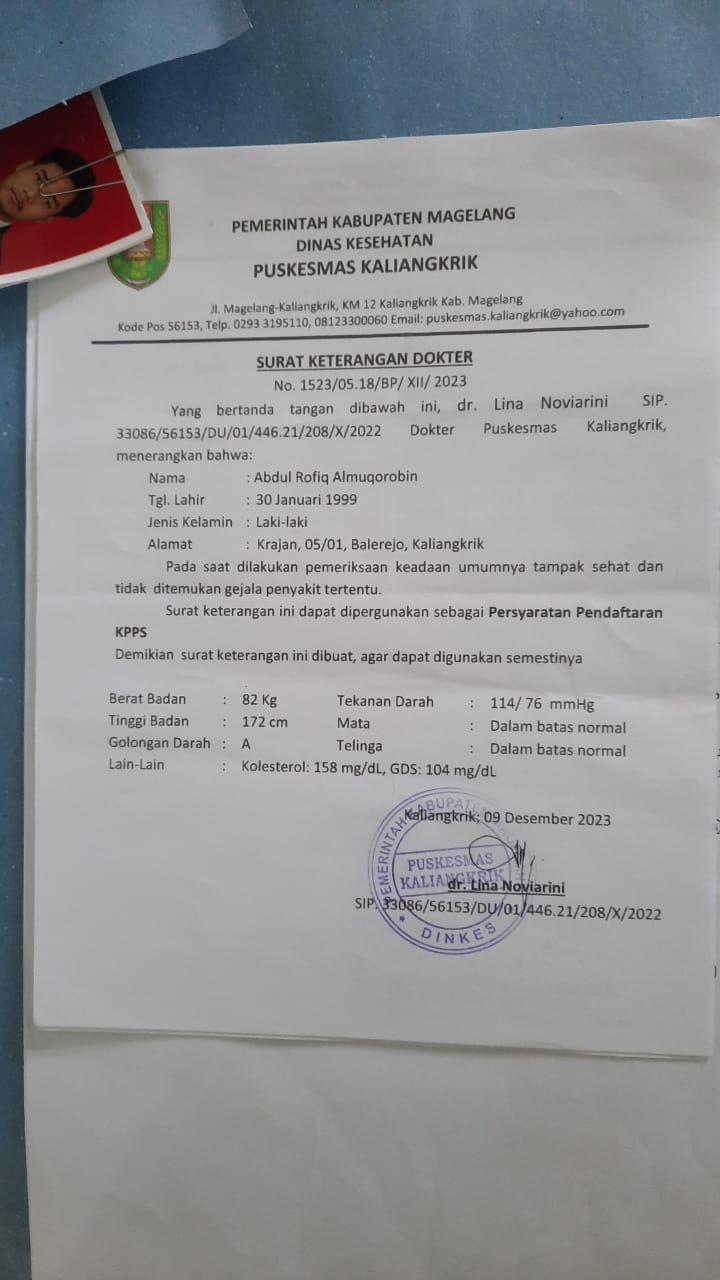 PEMERINTAH KABUPATEN MAGELANG
DINAS KESEHATAN
PUSKESMAS KALIANGKRIK
Jl. Magelang-Kaliangkrik, KM 12 Kaliangkrik Kab. Magelang
Kode Pos 56153, Telp. 0293 3195110, 08123300060 Email: puskesmas.kaliangkrik@yahoo.com
SURAT KETERANGAN DOKTER
No. 1523/05.18/BP/ XII/ 2023
Yang bertanda tangan dibawah ini, dr. Lina Noviarini SIP.
33086/56153/DU/01/446.21/208/X/2022 Dokter Puskesmas Kaliangkrik,
menerangkan bahwa:
Nama : Abdul Rofiq Almuqorobin
Tgl. Lahir : 30 Januari 1999
Jenis Kelamin : Laki-laki
Alamat : Krajan, 05/01, Balerejo, Kaliangkrik
Pada saat dilakukan pemeriksaan keadaan umumnya tampak sehat dan
tidak ditemukan gejala penyakit tertentu.
Surat keterangan ini dapat dipergunakan sebagai Persyaratan Pendaftaran
KPPS
Demikian surat keterangan ini dibuat, agar dapat digunakan semestinya
Berat Badan : 82 Kg Tekanan Darah : 114/ 76 mmHg
Tinggi Badan : 172 cm Mata : Dalam batas normal
Golongan Darah : A Telinga : Dalam batas normal
Lain-Lain : Kolesterol: 158 mg/dL, GDS: 104 mg/dL
Kaliangkrik, 09 Desember 2023
PEMERINTAH KABUPATEN
PUSKESMAS
KALIANGKRIK
DINKES
dr. Lina Noviarini
SIP. 33086/56153/DU/01/446.21/208/X/2022